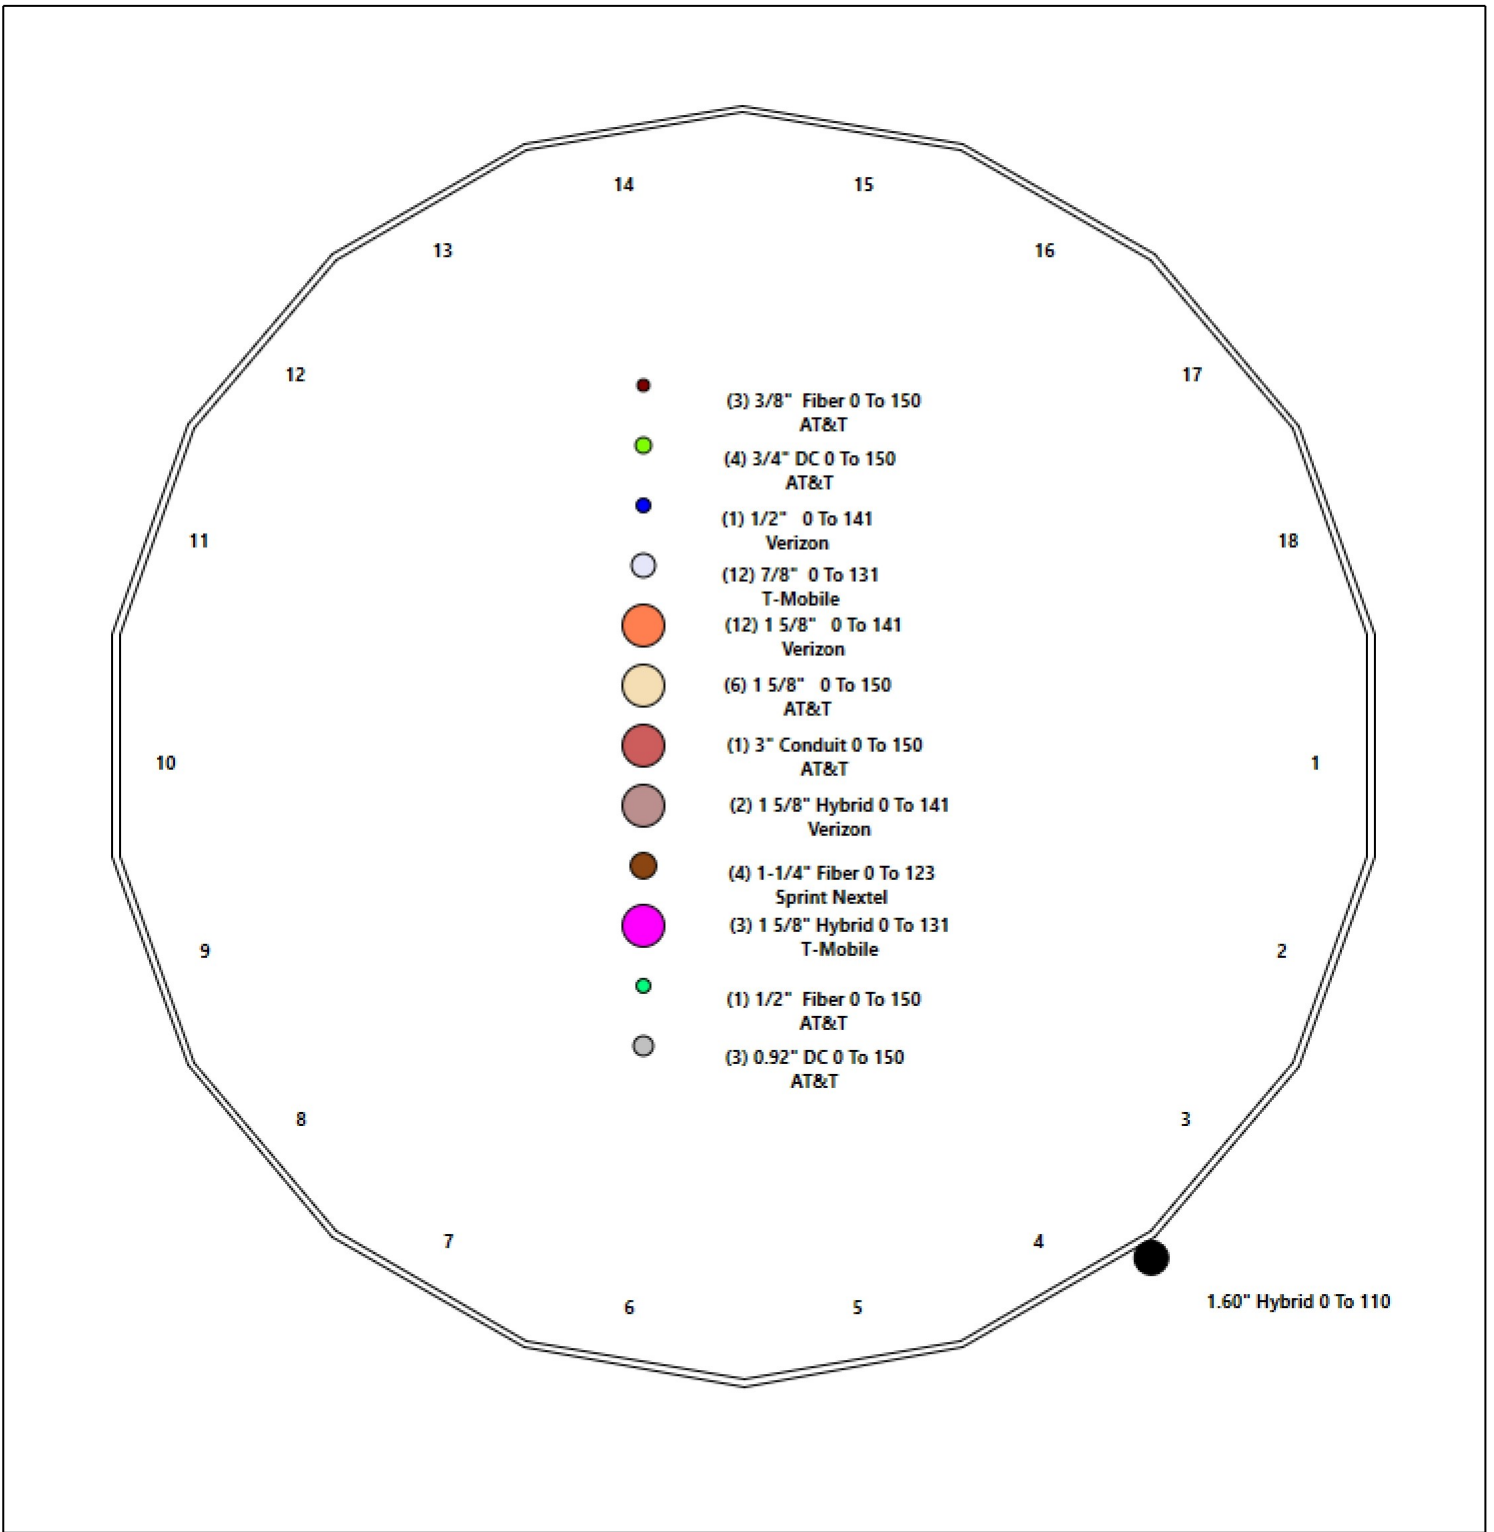 14
15
13
16
12
17
(3) 3/8" Fiber 0 To 150
AT&T
(4) 3/4" DC 0 To 150
AT&T
(1) 1/2" 0 To 141
Verizon
11
18
(12) 7/8" 0 To 131
T-Mobile
(12) 1 5/8" 0 To 141
Verizon
(6) 1 5/8" 0 To 150
AT&T
(1) 3" Conduit 0 To 150
AT&T
10
1
(2) 1 5/8" Hybrid 0 To 141
Verizon
(4) 1-1/4" Fiber 0 To 123
Sprint Nextel
(3) 1 5/8" Hybrid 0 To 131
T-Mobile
9
2
(1) 1/2" Fiber 0 To 150
AT&T
(3) 0.92" DC 0 To 150
AT&T
8
3
7
4
6
5
1.60" Hybrid 0 To 110